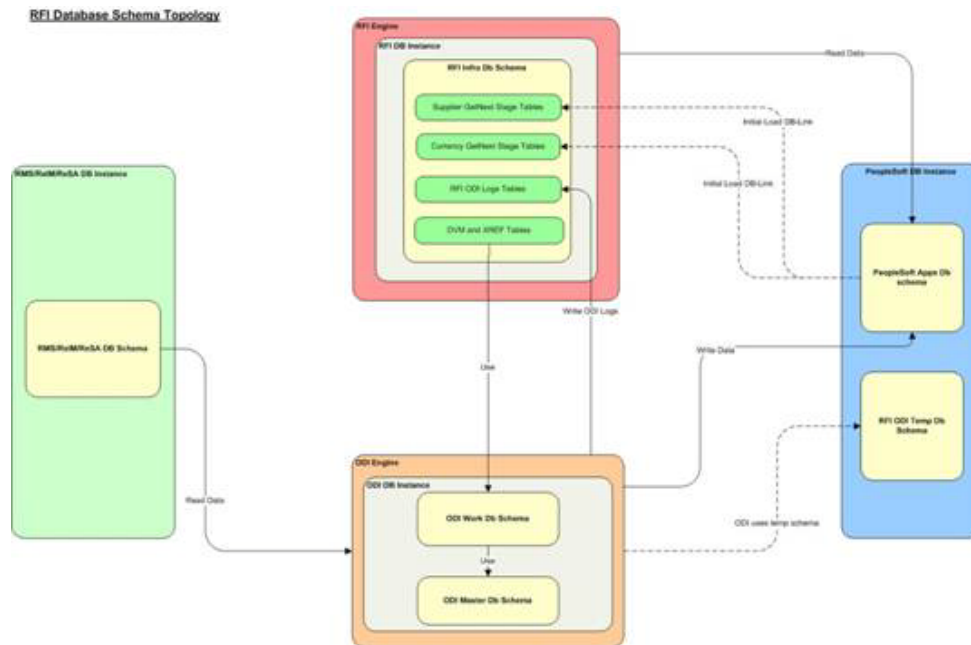 RFI Database Schema Topology
RFI Engine
RFI DB Instance
RFI Infra Db Schema
Supplier GetNext Stage Tables
Currency GetNext Stage Tables
RFI ODI Logs Tables
DVM and XREF Tables
Read Data
Initial Load DB-Link
Initial Load DB-Link
RMS/ReIM/ReSA DB Instance
RMS/ReIM/ReSA DB Schema
PeopleSoft DB Instance
PeopleSoft Apps Db
schema
RFI ODI Temp Db
Schema
Write ODI Logs
Write Data
Use
Read Data
ODI uses temp schema
ODI Engine
ODI DB Instance
ODI Work Db Schema
Use
ODI Master Db Schema